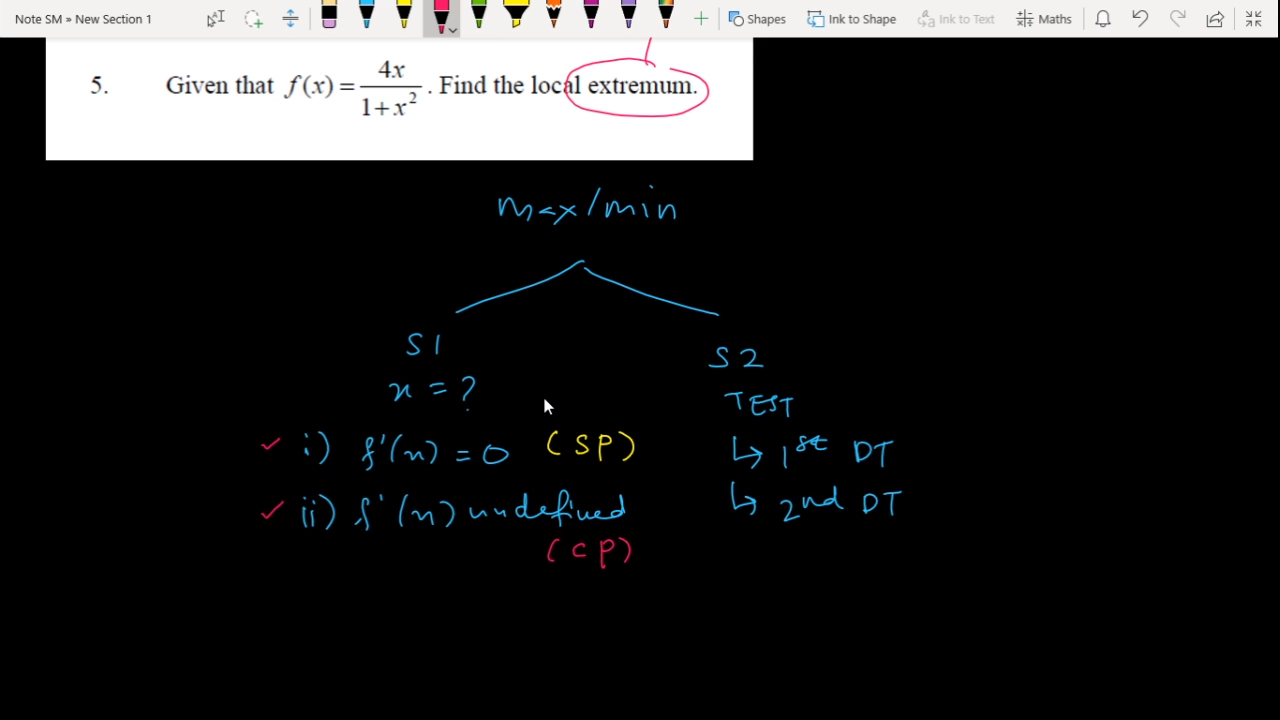 Note SM » New Section 1
Shapes
Ink to Shape
Ink to Text
Maths
5. Given that f(x) = 4x / 1+x² . Find the local extremum.
max/min
S1
x = ?
i) f'(x) = 0 (SP)
ii) f'(x) undefined
(CP)
S2
TEST
↳ 1st DT
↳ 2nd DT